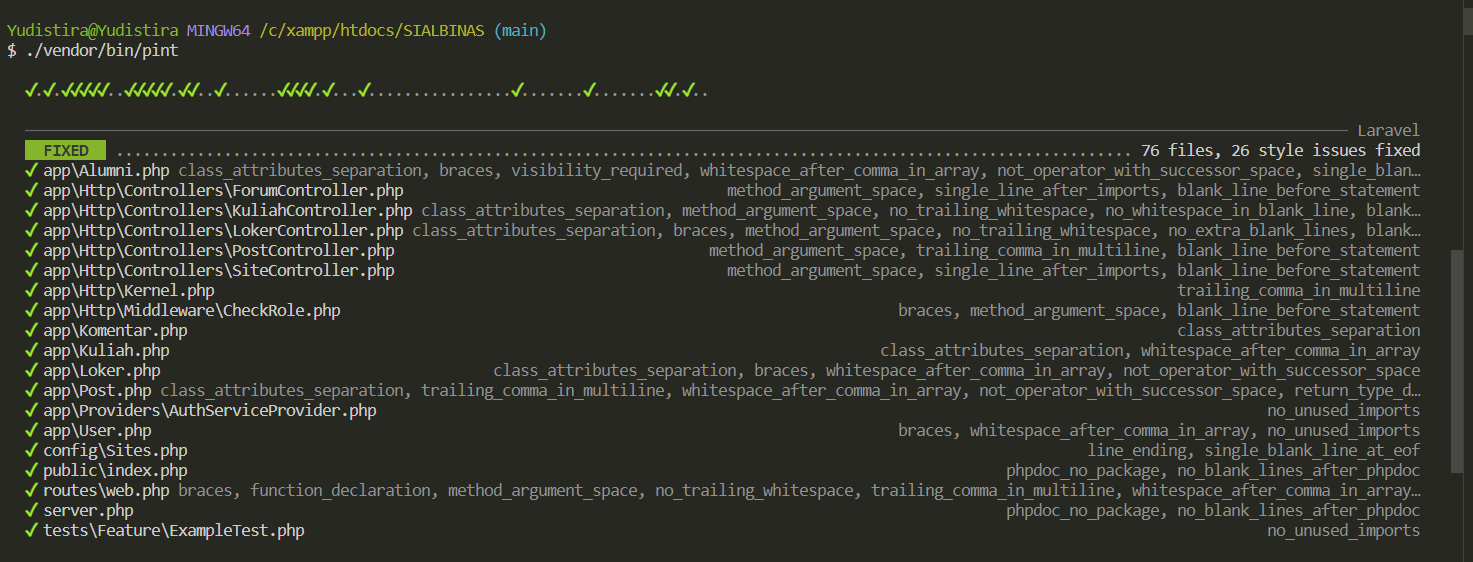 Yudistira@Yudistira MINGW64 /c/xampp/htdocs/SIALBINAS (main)
$ ./vendor/bin/pint
✓.✓.✓✓✓✓✓..✓✓✓✓✓.✓✓..✓......✓✓✓✓.✓...✓................✓.......✓.......✓✓.✓..
Laravel
FIXED ................................................................................................................. 76 files, 26 style issues fixed
✓ app\Alumni.php class_attributes_separation, braces, visibility_required, whitespace_after_comma_in_array, not_operator_with_successor_space, single_blan…
✓ app\Http\Controllers\ForumController.php method_argument_space, single_line_after_imports, blank_line_before_statement
✓ app\Http\Controllers\KuliahController.php class_attributes_separation, method_argument_space, no_trailing_whitespace, no_whitespace_in_blank_line, blank…
✓ app\Http\Controllers\LokerController.php class_attributes_separation, braces, method_argument_space, no_trailing_whitespace, no_extra_blank_lines, blank…
✓ app\Http\Controllers\PostController.php method_argument_space, trailing_comma_in_multiline, blank_line_before_statement
✓ app\Http\Controllers\SiteController.php method_argument_space, single_line_after_imports, blank_line_before_statement
✓ app\Http\Kernel.php trailing_comma_in_multiline
✓ app\Http\Middleware\CheckRole.php braces, method_argument_space, blank_line_before_statement
✓ app\Komentar.php class_attributes_separation
✓ app\Kuliah.php class_attributes_separation, whitespace_after_comma_in_array
✓ app\Loker.php class_attributes_separation, braces, whitespace_after_comma_in_array, not_operator_with_successor_space
✓ app\Post.php class_attributes_separation, trailing_comma_in_multiline, whitespace_after_comma_in_array, not_operator_with_successor_space, return_type_d…
✓ app\Providers\AuthServiceProvider.php no_unused_imports
✓ app\User.php braces, whitespace_after_comma_in_array, no_unused_imports
✓ config\Sites.php line_ending, single_blank_line_at_eof
✓ public\index.php phpdoc_no_package, no_blank_lines_after_phpdoc
✓ routes\web.php braces, function_declaration, method_argument_space, no_trailing_whitespace, trailing_comma_in_multiline, whitespace_after_comma_in_array…
✓ server.php phpdoc_no_package, no_blank_lines_after_phpdoc
✓ tests\Feature\ExampleTest.php no_unused_imports